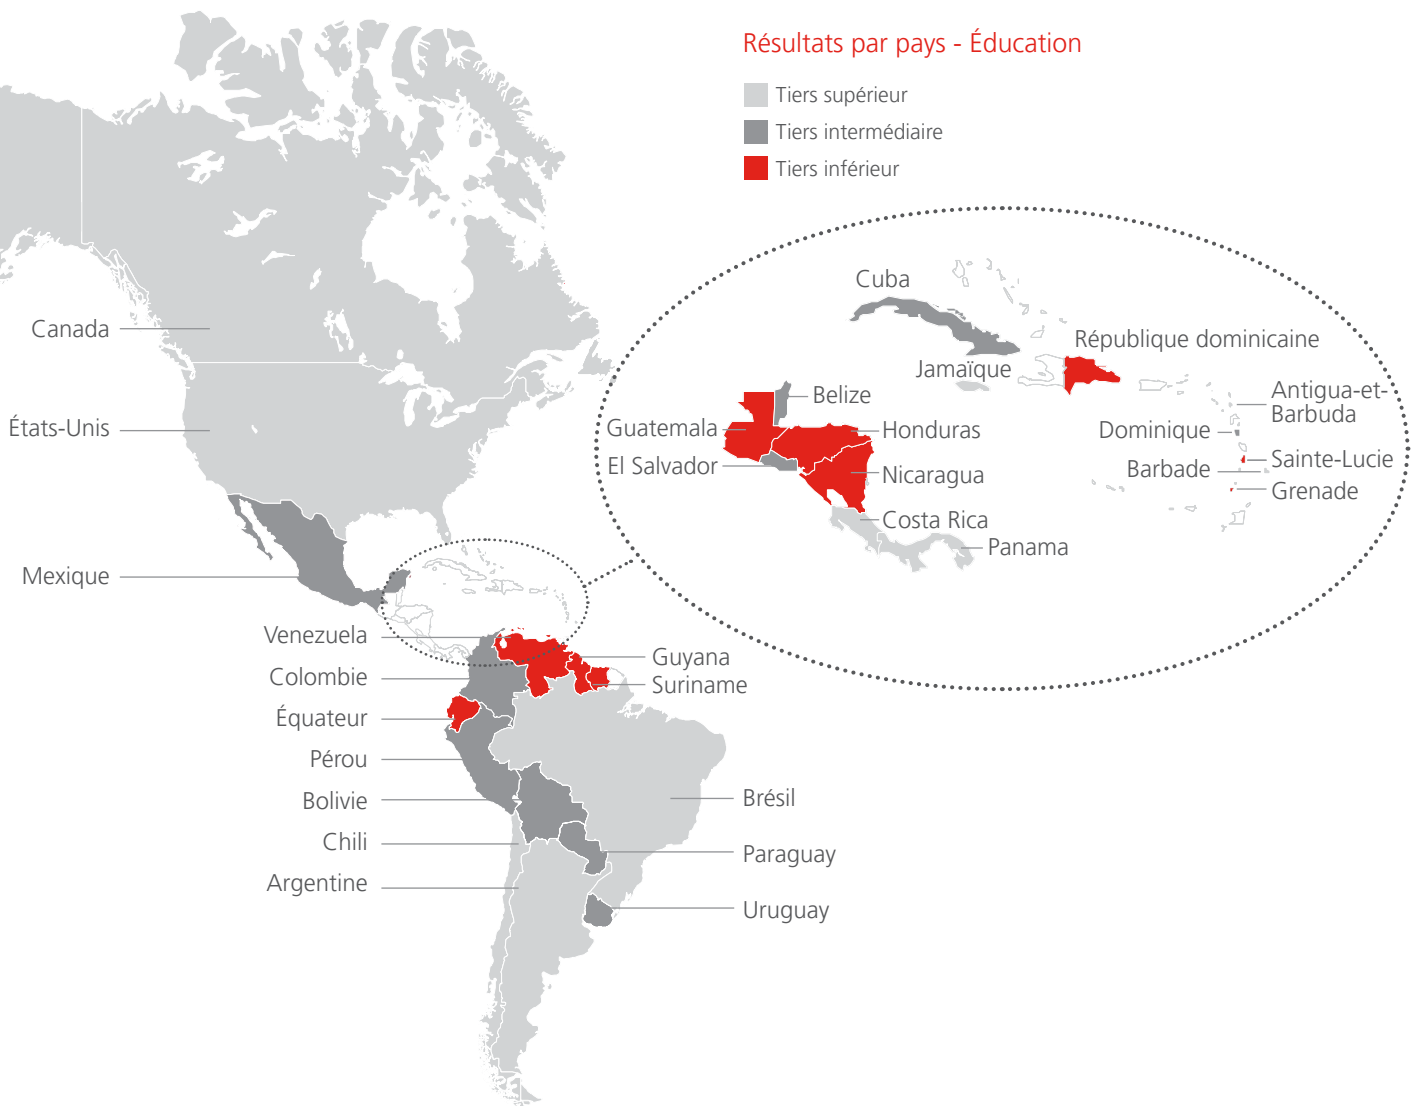 Résultats par pays - Éducation
Tiers supérieur
Tiers intermédiaire
Tiers inférieur
Canada
États-Unis
Mexique
Venezuela
Colombie
Équateur
Pérou
Bolivie
Chili
Argentine
Guyana
Suriname
Brésil
Paraguay
Uruguay
Cuba
Jamaïque
République dominicaine
Belize
Guatemala
Honduras
El Salvador
Nicaragua
Costa Rica
Panama
Antigua-et-
Barbuda
Dominique
Sainte-Lucie
Barbade
Grenade